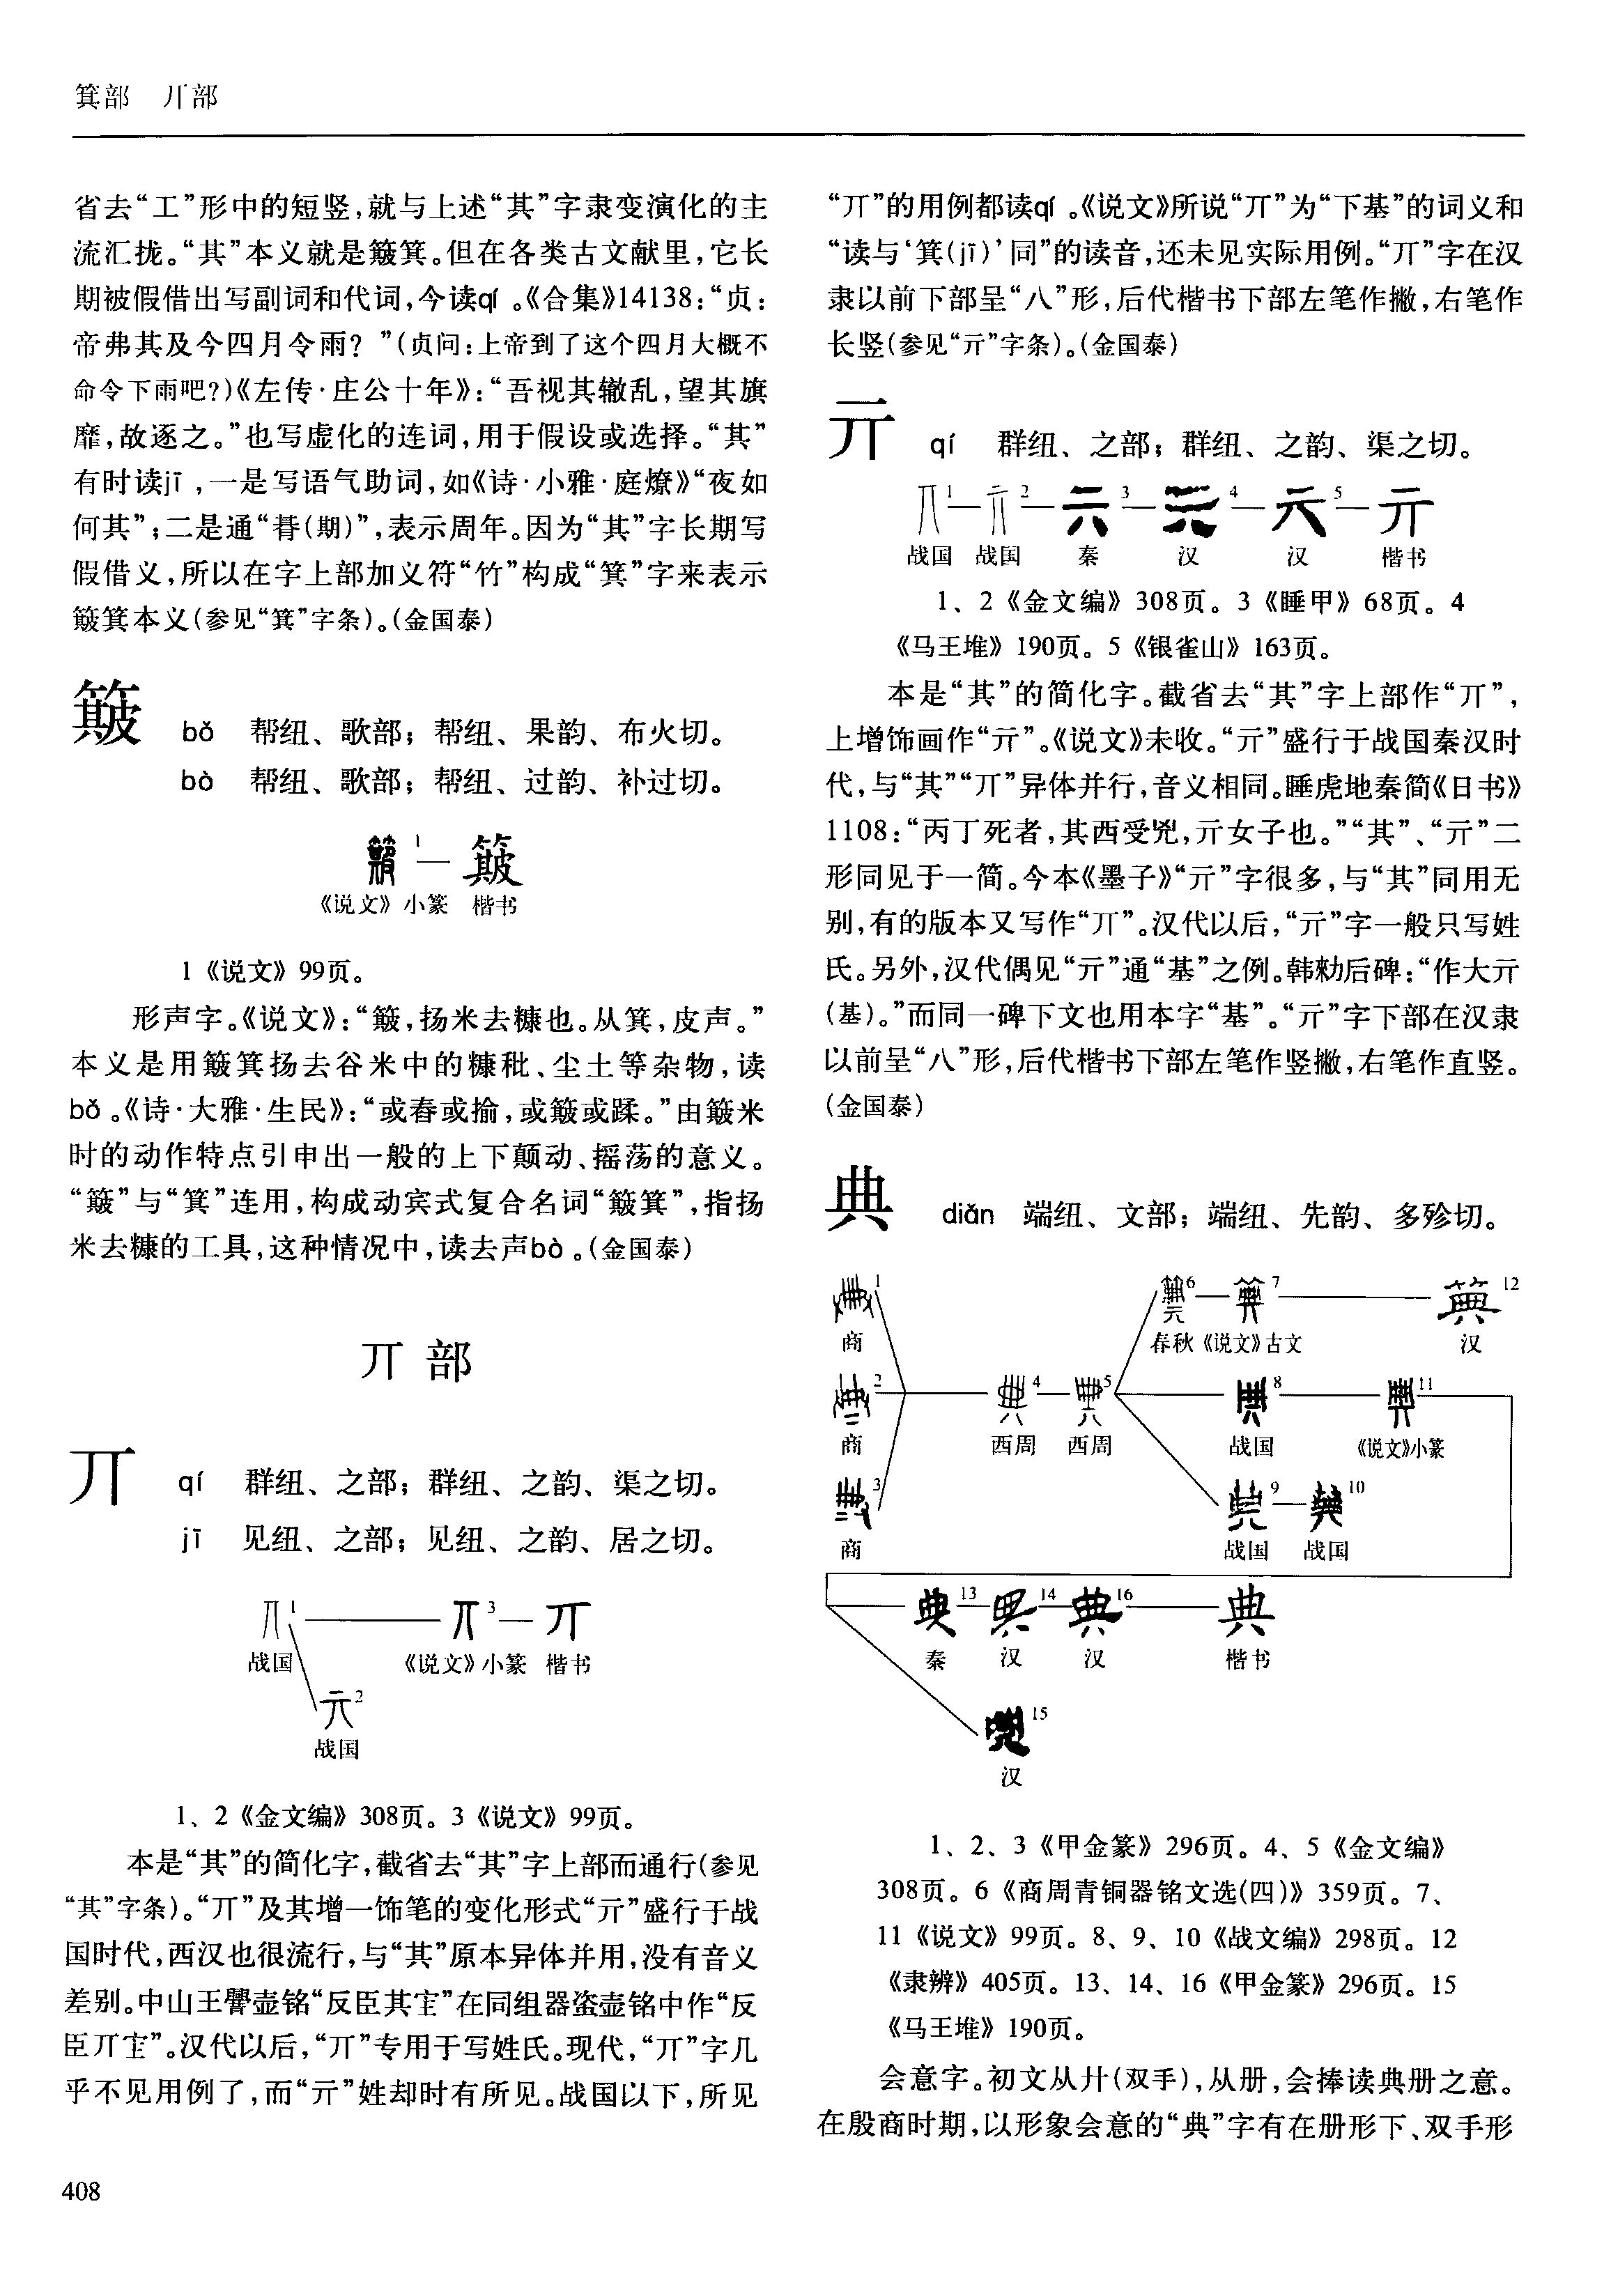 箕部　丌部
省去“工”形中的短竖,就与上述“其”字隶变演化的主
流汇拢。“其”本义就是簸箕。但在各类古文献里,它长
期被假借出写副词和代词,今读qí。《合集》14138:“贞:
帝弗其及今四月令雨？”(贞问:上帝到了这个四月大概不
命令下雨吧?)《左传·庄公十年》:“吾视其辙乱,望其旗
靡,故逐之。”也写虚化的连词,用于假设或选择。“其”
有时读jī,一是写语气助词,如《诗·小雅·庭燎》“夜如
何其”;二是通“朞(期)”,表示周年。因为“其”字长期写
假借义,所以在字上部加义符“竹”构成“箕”字来表示
簸箕本义(参见“箕”字条)。(金国泰)
簸　bǒ　帮纽、歌部；帮纽、果韵、布火切。
bò　帮纽、歌部；帮纽、过韵、补过切。
簸1—簸
《说文》小篆　楷书
1《说文》99页。
形声字。《说文》:“簸,扬米去糠也。从箕,皮声。”
本义是用簸箕扬去谷米中的糠秕、尘土等杂物,读
bǒ。《诗·大雅·生民》:“或舂或揄,或簸或蹂。”由簸米
时的动作特点引申出一般的上下颠动、摇荡的意义。
“簸”与“箕”连用,构成动宾式复合名词“簸箕”,指扬
米去糠的工具,这种情况中,读去声bò。(金国泰)
丌部
丌　qí　群纽、之部；群纽、之韵、渠之切。
jī　见纽、之部；见纽、之韵、居之切。
丌1—丌3—丌
战国　《说文》小篆　楷书
亓2
战国
1、2《金文编》308页。3《说文》99页。
本是“其”的简化字,截省去“其”字上部而通行(参见
“其”字条)。“丌”及其增一饰笔的变化形式“亓”盛行于战
国时代,西汉也很流行,与“其”原本异体并用,没有音义
差别。中山王譻壶铭“反臣其宔”在同组器盗壶铭中作“反
臣丌宔”。汉代以后,“丌”专用于写姓氏。现代,“丌”字几
乎不见用例了,而“亓”姓却时有所见。战国以下,所见
“丌”的用例都读qí。《说文》所说“丌”为“下基”的词义和
“读与‘箕(jī)’同”的读音,还未见实际用例。“丌”字在汉
隶以前下部呈“八”形,后代楷书下部左笔作撇,右笔作
长竖(参见“亓”字条)。(金国泰)
亓　qí　群纽、之部；群纽、之韵、渠之切。
丌1—亓2—亓3—亓4—亓5—亓
战国　战国　秦　汉　汉　楷书
1、2《金文编》308页。3《睡甲》68页。4
《马王堆》190页。5《银雀山》163页。
本是“其”的简化字。截省去“其”字上部作“丌”,
上增饰画作“亓”。《说文》未收。“亓”盛行于战国秦汉时
代,与“其”“丌”异体并行,音义相同。睡虎地秦简《日书》
1108:“丙丁死者,其西受兇,亓女子也。”“其”、“亓”二
形同见于一简。今本《墨子》“亓”字很多,与“其”同用无
别,有的版本又写作“丌”。汉代以后,“亓”字一般只写姓
氏。另外,汉代偶见“亓”通“基”之例。韩勑后碑:“作大亓
(基)。”而同一碑下文也用本字“基”。“亓”字下部在汉隶
以前呈“八”形,后代楷书下部左笔作竖撇,右笔作直竖。
(金国泰)
典　diǎn　端纽、文部；端纽、先韵、多殄切。
1　6　7　12
商　春秋　《说文》古文　汉
2　4　5　8　11
商　西周　西周　战国　《说文》小篆
3　9　10
商　战国　战国
典13　典14　典16　典
秦　汉　汉　楷书
15
汉
1、2、3《甲金篆》296页。4、5《金文编》
308页。6《商周青铜器铭文选(四)》359页。7、
11《说文》99页。8、9、10《战文编》298页。12
《隶辨》405页。13、14、16《甲金篆》296页。15
《马王堆》190页。
会意字。初文从廾(双手),从册,会捧读典册之意。
在殷商时期,以形象会意的“典”字有在册形下、双手形
408